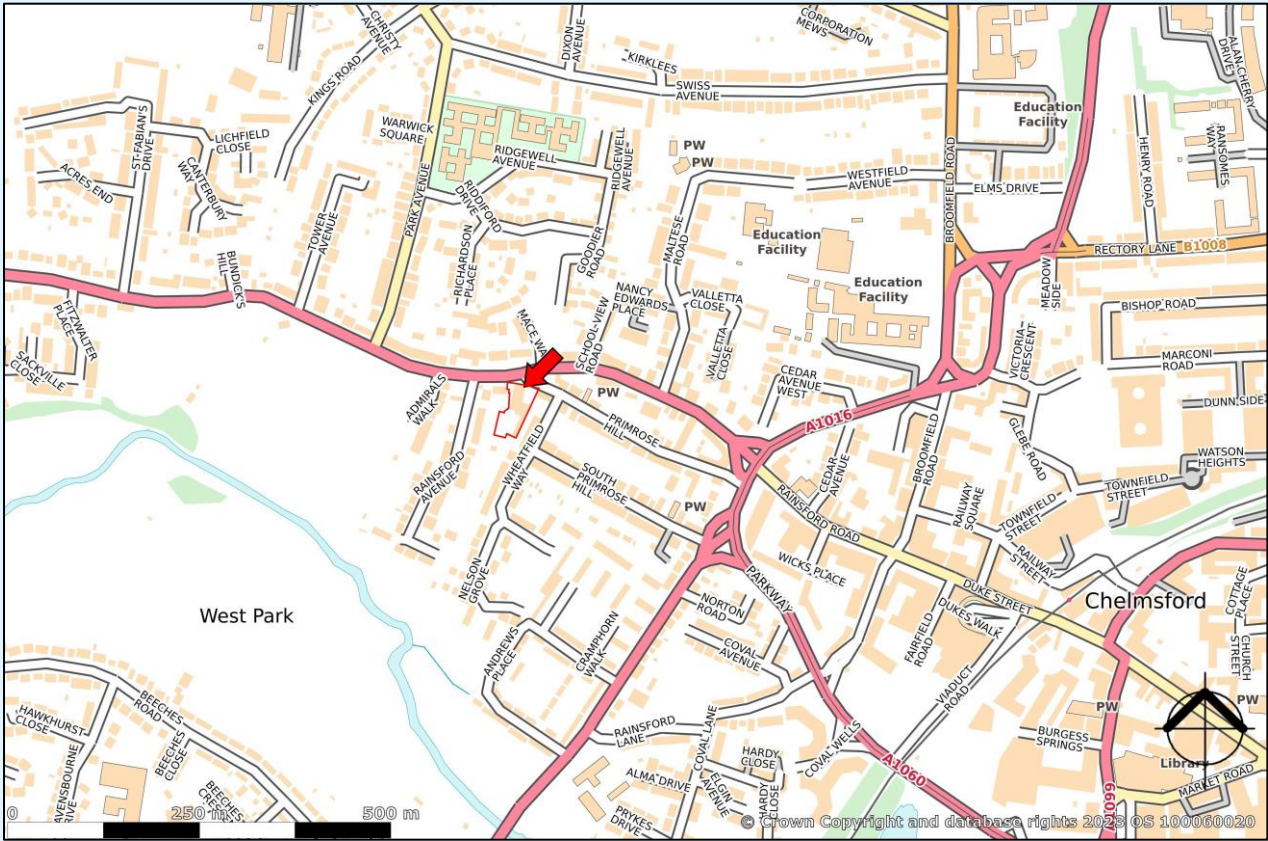 CHRISTY
AVENUE
KINGS ROAD
DIXON
AVENUE
KIRKLEES
SWISS
AVENUE
CORPORATION
MEWS
ALAN CHERRY
DRIVE
Education
Facility
ST-FABIAN'S
DRIVE
LICHFIELD
CLOSE
WARWICK
SQUARE
RIDGEWELL
AVENUE
RIDGEWELL
AVENUE
PW
PW
BROOMFIELD ROAD
HENRY ROAD
RANSOMES
WAY
ACRES END
CANTERBURY
WAY
PARK AVENUE
RIDDIFORD
DRIVE
WESTFIELD
AVENUE
ELMS DRIVE
TOWER
AVENUE
RICHARDSON
PLACE
GOODIER
ROAD
MALTESE
ROAD
Education
Facility
RECTORY LANE
B1008
BUNDICK'S
HILL
Education
Facility
MEADOW
SIDE
FITZWALTER
PLACE
NANCY
EDWARDS
PLACE
VALLETTA
CLOSE
BISHOP ROAD
SACKVILLE
CLOSE
MACE WA
SCHOOL-VIEW
ROAD
VALLETTA
CLOSE
VICTORIA
CRESCENT
MARCONI
ROAD
ADMIRALS
WALK
PW
CEDAR
AVENUE
WEST
A1016
DUNN SIDE
PRIMROSE
HILL
GLEBE ROAD
RAINSFORD
AVENUE
WHEATFIELD
WAY
SOUTH
PRIMROSE
HILL
CEDAR
AVENUE
BROOMFIELD
ROAD
WATSON
HEIGHTS
TOWNFIELD
STREET
PW
RAINSFORD ROAD
RAILWAY
SQUARE
TOWNFIELD
STREET
RAILWAY
STREET
NELSON
GROVE
WICKS PLACE
PARKWAY
DUKE STREET
DUKES WALK
Chelmsford
West Park
NORTON
ROAD
FAIRFIELD
ROAD
COTTAGE
PLACE
CHURCH
STREET
ANDREWS
PLACE
CRAMPHORN
WALK
COVAL
AVENUE
VIADUCT
ROAD
BEECHES
ROAD
HAWKHURST
CLOSE
BEECHES
CLOSE
RAINSFORD
LANE
COVAL LANE
COVAL WELLS
PW
PW
BURGESS
SPRINGS
AVENSBOURNE
DRIVE
BEECHES
CRESC
ALMA DRIVE
ELGIN
AVENUE
HARDY
CLOSE
HARDY
CLOSE
A1060
Library
MARKET ROAD
A1099
PRYKES
DRIVE
0 250 m 500 m
© Crown Copyright and database rights 2023 OS 100060020